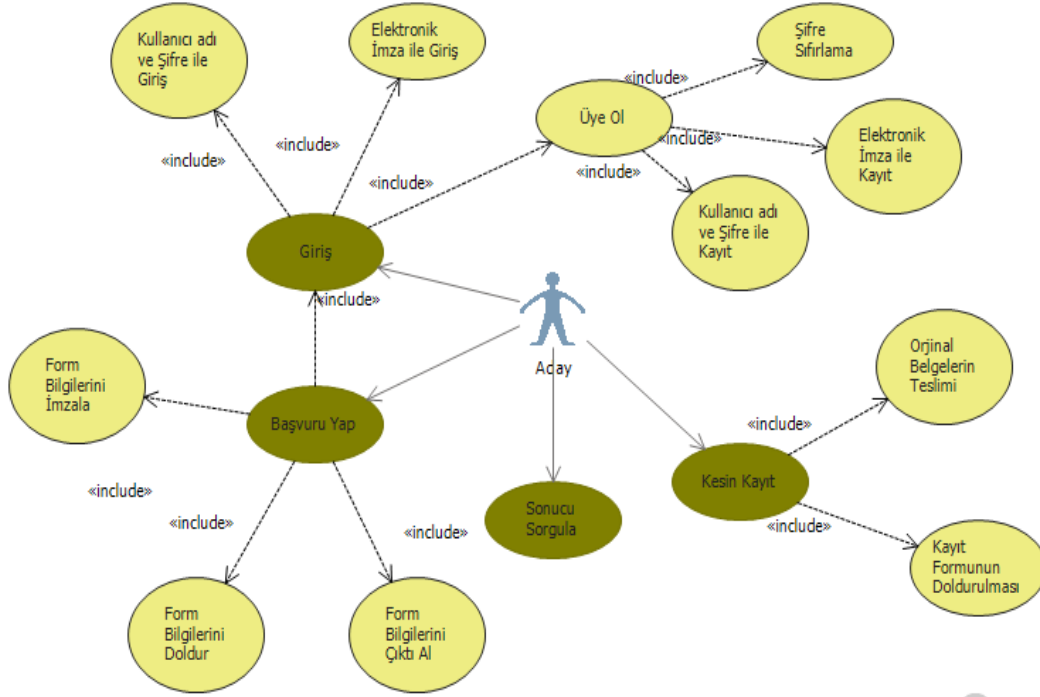 Kullanıcı adı
ve Şifre ile
Giriş
Elektronik
İmza ile Giriş
Şifre
Sıfırlama
«include»
Üye Ol
«include»
«include»
«include»
Elektronik
İmza ile
Kayıt
«include»
«include»
«include»
Kullanıcı adı
ve Şifre ile
Kayıt
Giriş
«include»
Aday
Form
Bilgilerini
İmzala
Orjinal
Belgelerin
Teslimi
Başvuru Yap
«include»
Kesin Kayıt
«include»
Sonucu
Sorgula
«include»
«include»
«include»
Kayıt
Formunun
Doldurulması
Form
Bilgilerini
Doldur
Form
Bilgilerini
Çıktı Al